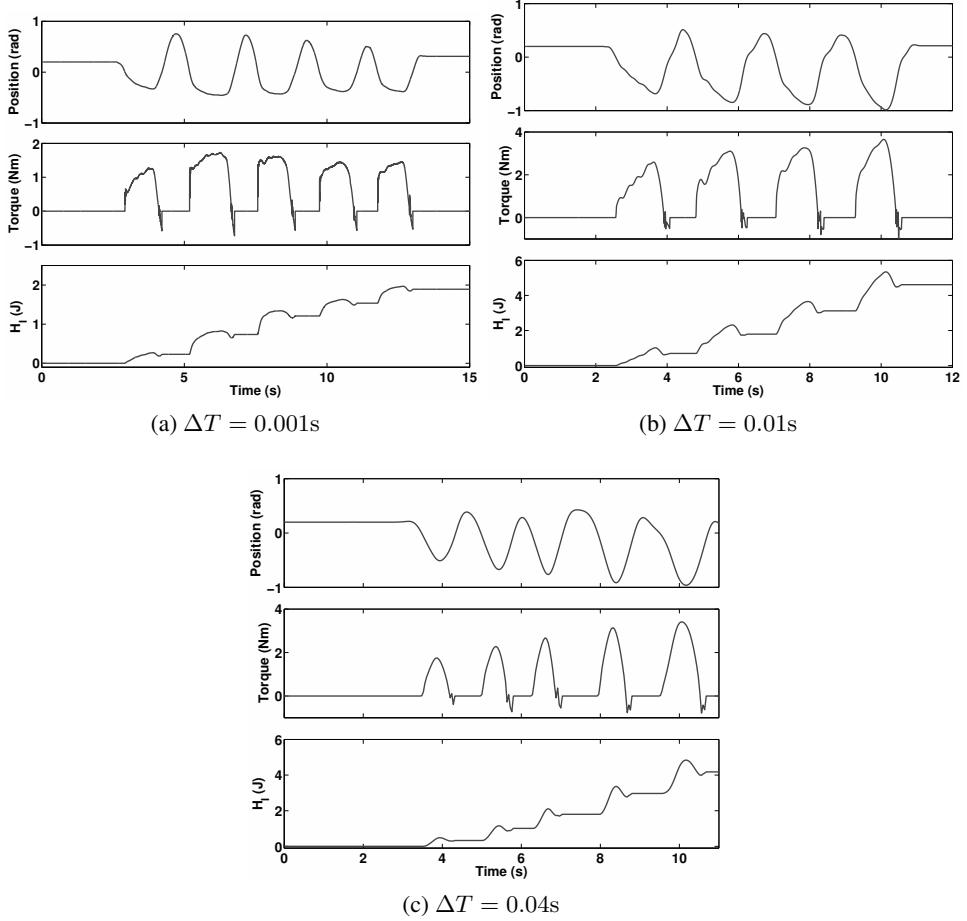 1
0
−1
Position (rad)
2
1
0
−1
Torque (Nm)
2
1
0
H_I (J)
0 5 10 15
Time (s)
(a) ΔT = 0.001s
1
0
−1
Position (rad)
4
2
0
Torque (Nm)
6
4
2
0
H_I (J)
0 2 4 6 8 10 12
Time (s)
(b) ΔT = 0.01s
1
0
−1
Position (rad)
4
2
0
Torque (Nm)
6
4
2
0
H_I (J)
0 2 4 6 8 10
Time (s)
(c) ΔT = 0.04s